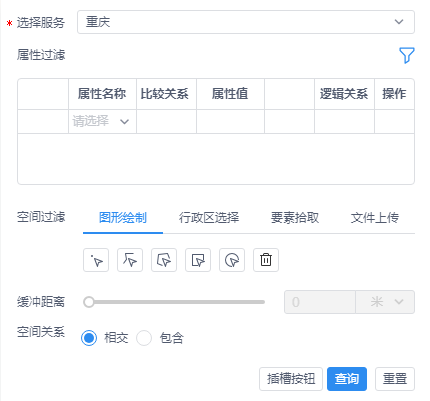 * 选择服务 重庆
属性过滤
属性名称 比较关系 属性值 逻辑关系 操作
请选择
空间过滤 图形绘制 行政区选择 要素拾取 文件上传
缓冲距离 0 米
空间关系 相交 包含
插槽按钮 查询 重置